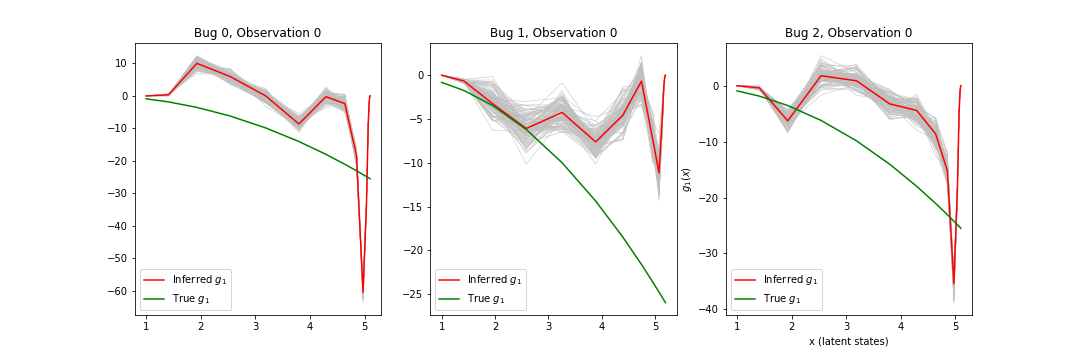 Bug 0, Observation 0
10
0
−10
−20
−30
−40
−50
−60
1 2 3 4 5
Inferred g₁
True g₁
Bug 1, Observation 0
0
−5
−10
−15
−20
−25
1 2 3 4 5
Inferred g₁
True g₁
Bug 2, Observation 0
g₁(x)
0
−10
−20
−30
−40
1 2 3 4 5
x (latent states)
Inferred g₁
True g₁